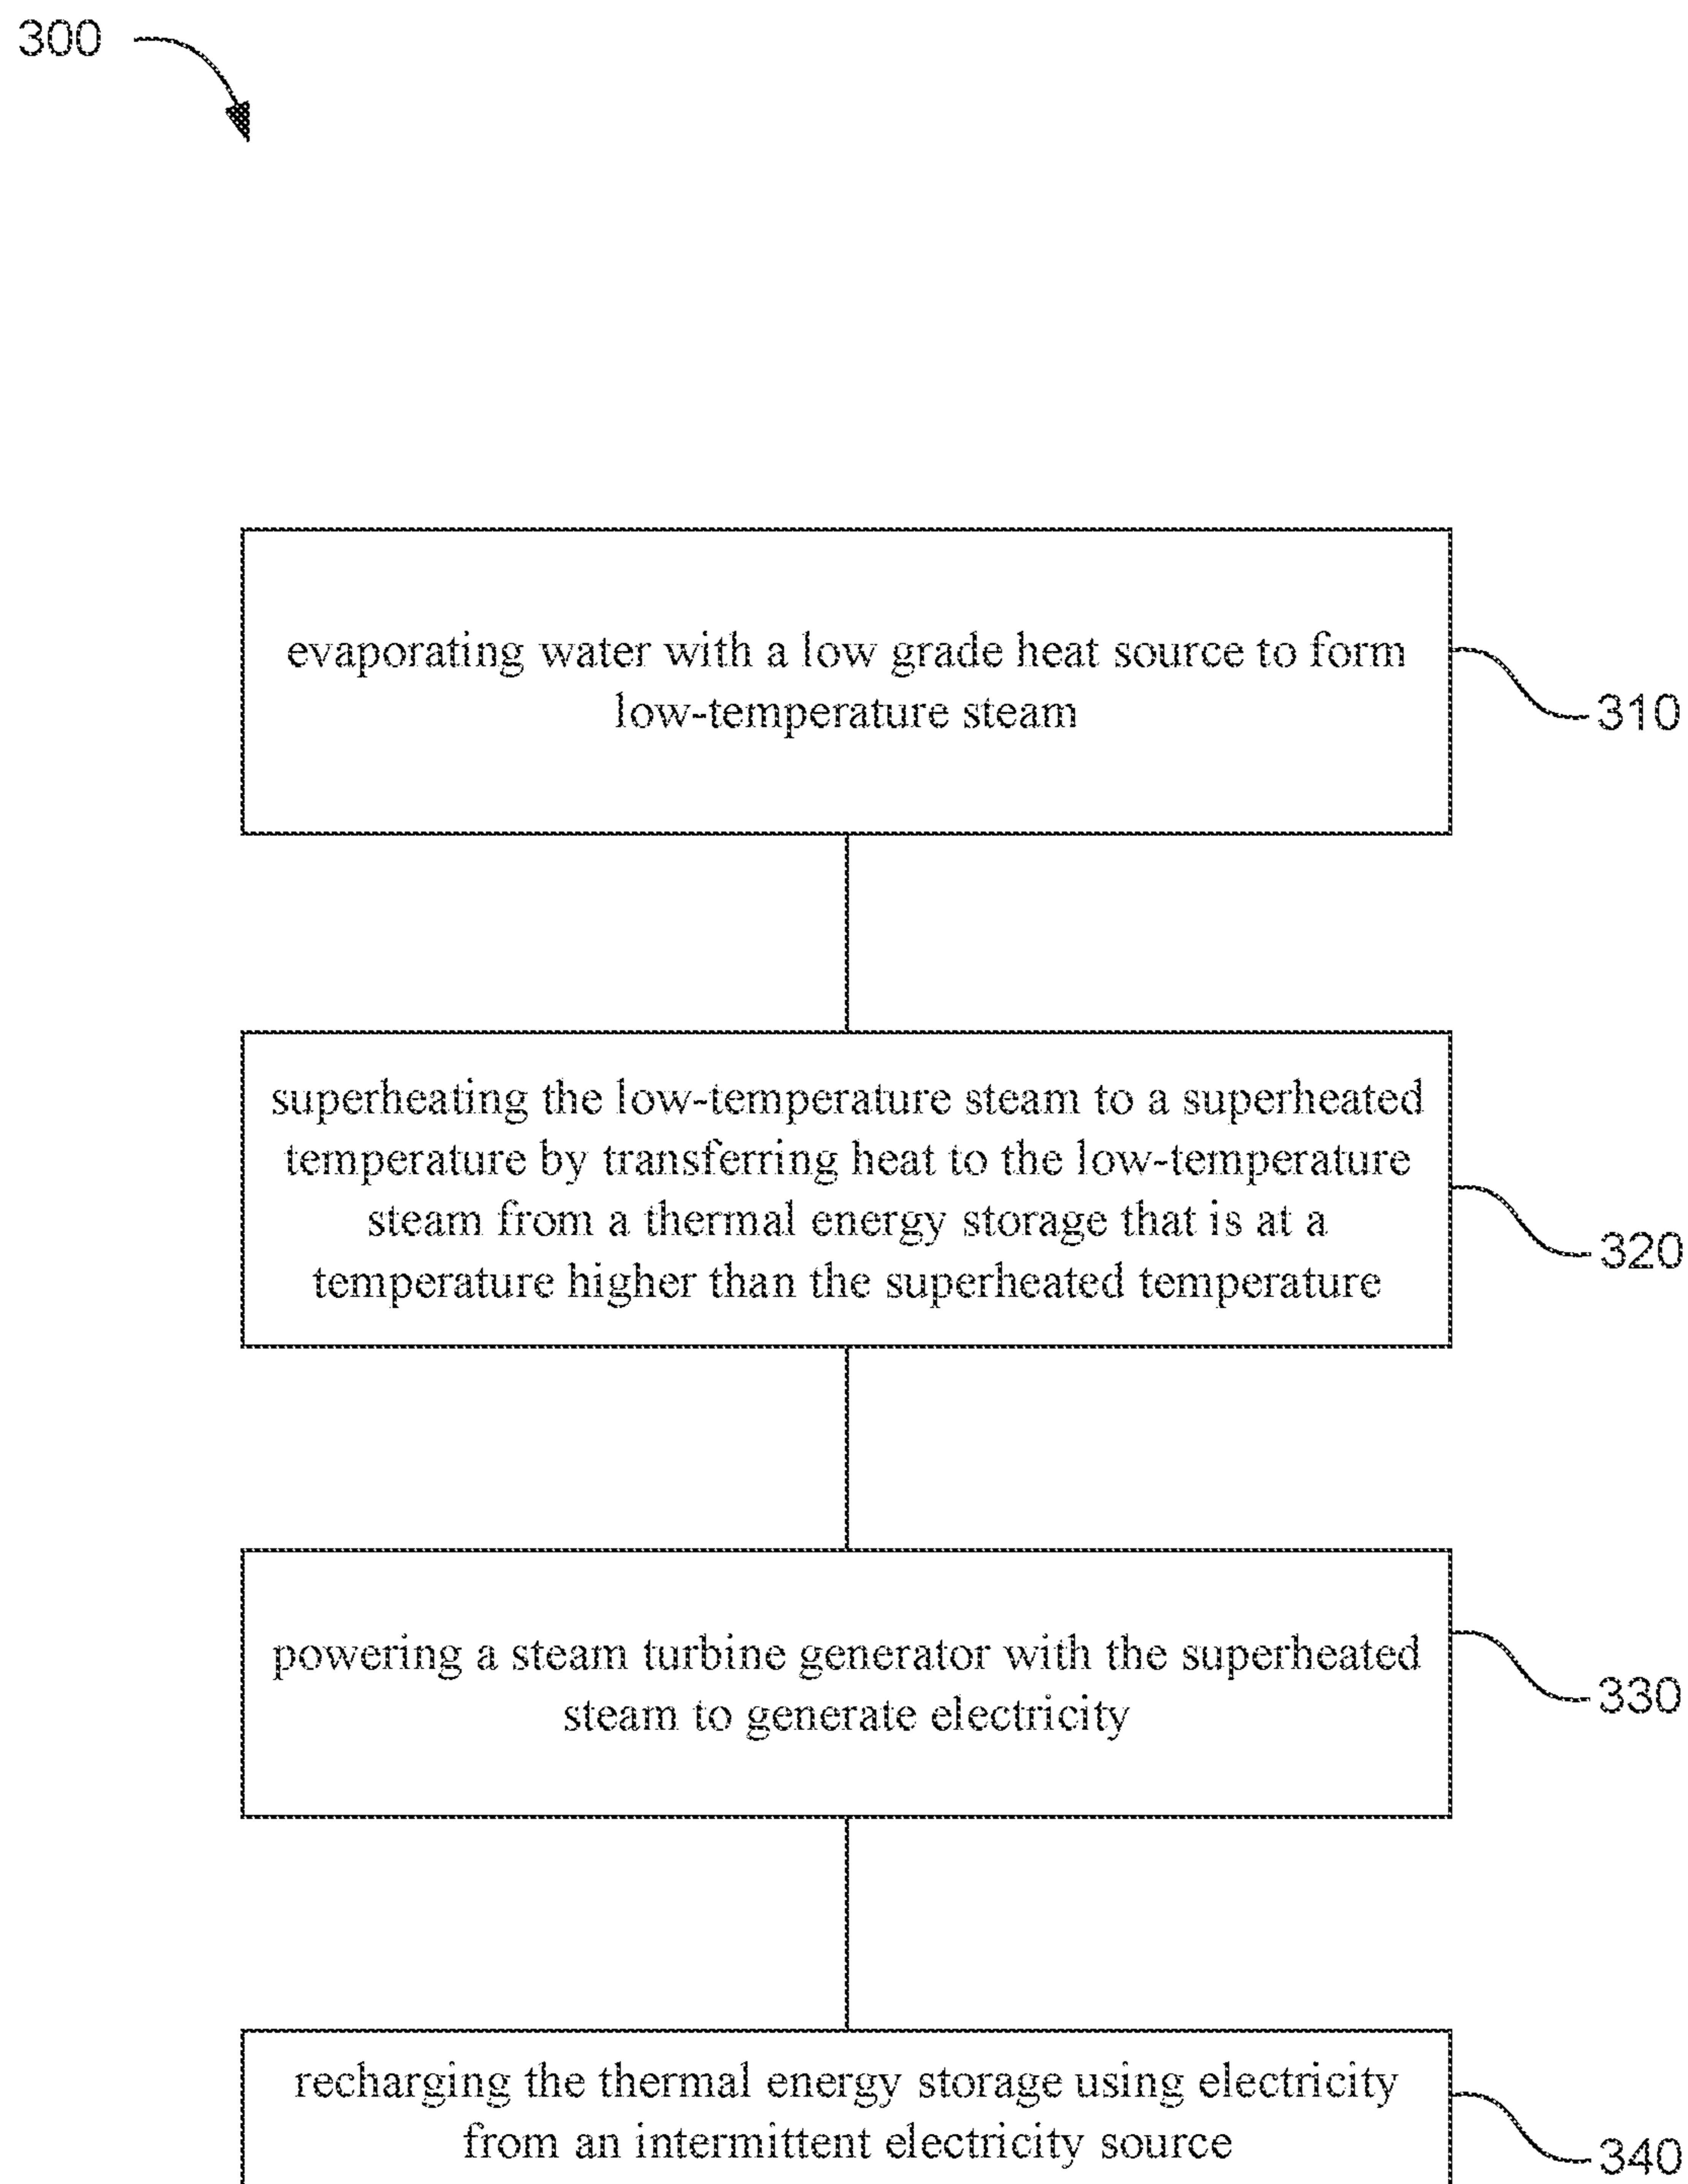 300
evaporating water with a low grade heat source to form
low-temperature steam
310
superheating the low-temperature steam to a superheated
temperature by transferring heat to the low-temperature
steam from a thermal energy storage that is at a
temperature higher than the superheated temperature
320
powering a steam turbine generator with the superheated
steam to generate electricity
330
recharging the thermal energy storage using electricity
from an intermittent electricity source
340